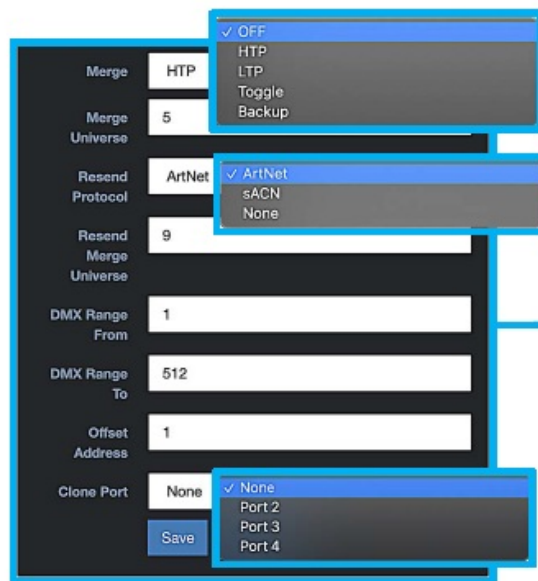 ✓ OFF
HTP
LTP
Toggle
Backup
Merge HTP
Merge Universe 5
Resend Protocol ArtNet
✓ ArtNet
sACN
None
Resend Merge Universe 9
DMX Range From 1
DMX Range To 512
Offset Address 1
Clone Port None
✓ None
Port 2
Port 3
Port 4
Save